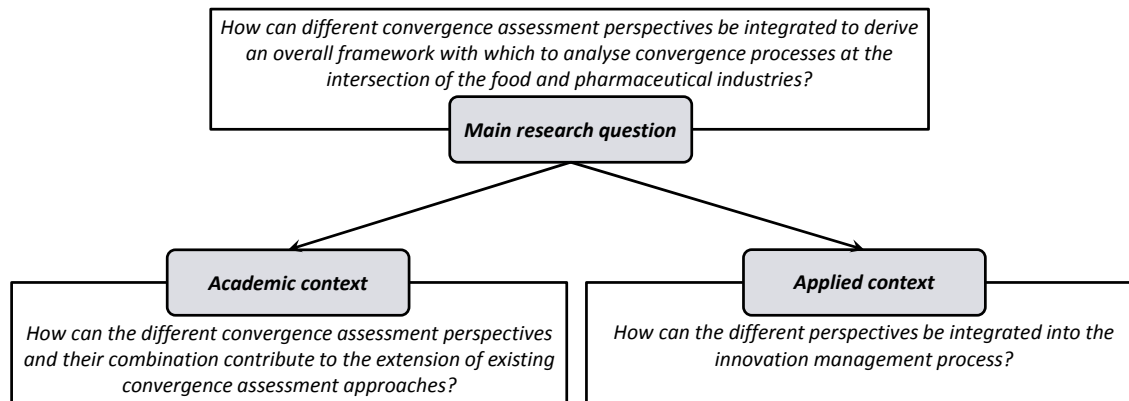 How can different convergence assessment perspectives be integrated to derive
an overall framework with which to analyse convergence processes at the
intersection of the food and pharmaceutical industries?
Main research question
Academic context
How can the different convergence assessment perspectives
and their combination contribute to the extension of existing
convergence assessment approaches?
Applied context
How can the different perspectives be integrated into the
innovation management process?